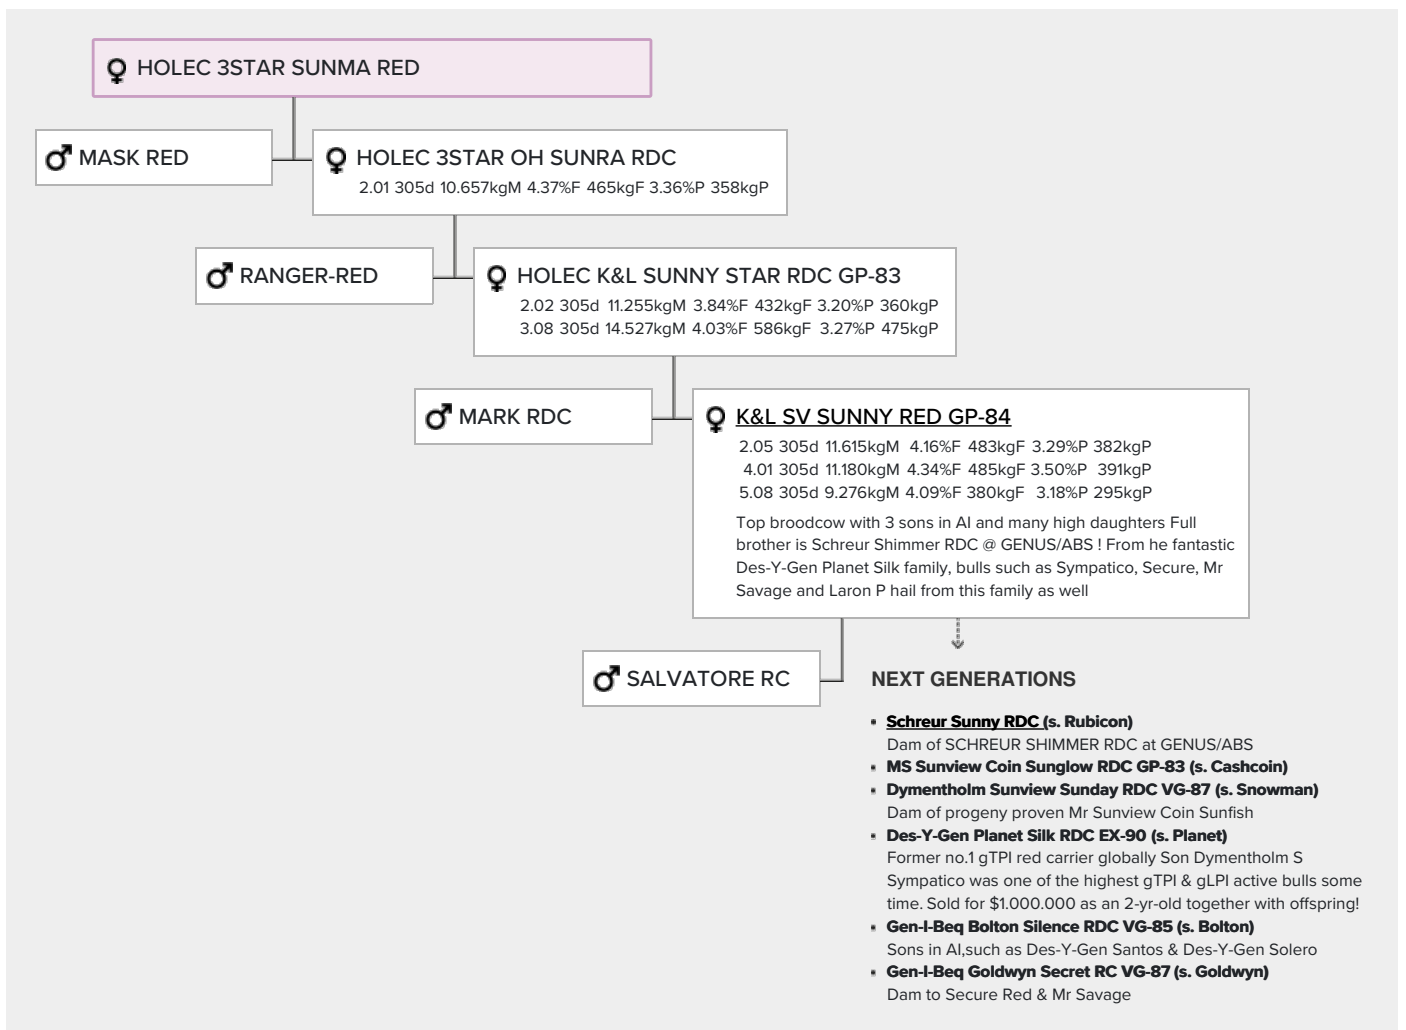 HOLEC 3STAR SUNMA RED
MASK RED
HOLEC 3STAR OH SUNRA RDC
2.01 305d 10.657kgM 4.37%F 465kgF 3.36%P 358kgP
RANGER-RED
HOLEC K&L SUNNY STAR RDC GP-83
2.02 305d 11.255kgM 3.84%F 432kgF 3.20%P 360kgP
3.08 305d 14.527kgM 4.03%F 586kgF 3.27%P 475kgP
MARK RDC
K&L SV SUNNY RED GP-84
2.05 305d 11.615kgM 4.16%F 483kgF 3.29%P 382kgP
4.01 305d 11.180kgM 4.34%F 485kgF 3.50%P 391kgP
5.08 305d 9.276kgM 4.09%F 380kgF 3.18%P 295kgP
Top broodcow with 3 sons in AI and many high daughters Full
brother is Schreur Shimmer RDC @ GENUS/ABS ! From he fantastic
Des-Y-Gen Planet Silk family, bulls such as Sympatico, Secure, Mr
Savage and Laron P hail from this family as well
SALVATORE RC
NEXT GENERATIONS
▪ Schreur Sunny RDC (s. Rubicon)
Dam of SCHREUR SHIMMER RDC at GENUS/ABS
▪ MS Sunview Coin Sunglow RDC GP-83 (s. Cashcoin)
▪ Dymentholm Sunview Sunday RDC VG-87 (s. Snowman)
Dam of progeny proven Mr Sunview Coin Sunfish
▪ Des-Y-Gen Planet Silk RDC EX-90 (s. Planet)
Former no.1 gTPI red carrier globally Son Dymentholm S
Sympatico was one of the highest gTPI & gLPI active bulls some
time. Sold for $1.000.000 as an 2-yr-old together with offspring!
▪ Gen-I-Beq Bolton Silence RDC VG-85 (s. Bolton)
Sons in AI,such as Des-Y-Gen Santos & Des-Y-Gen Solero
▪ Gen-I-Beq Goldwyn Secret RC VG-87 (s. Goldwyn)
Dam to Secure Red & Mr Savage